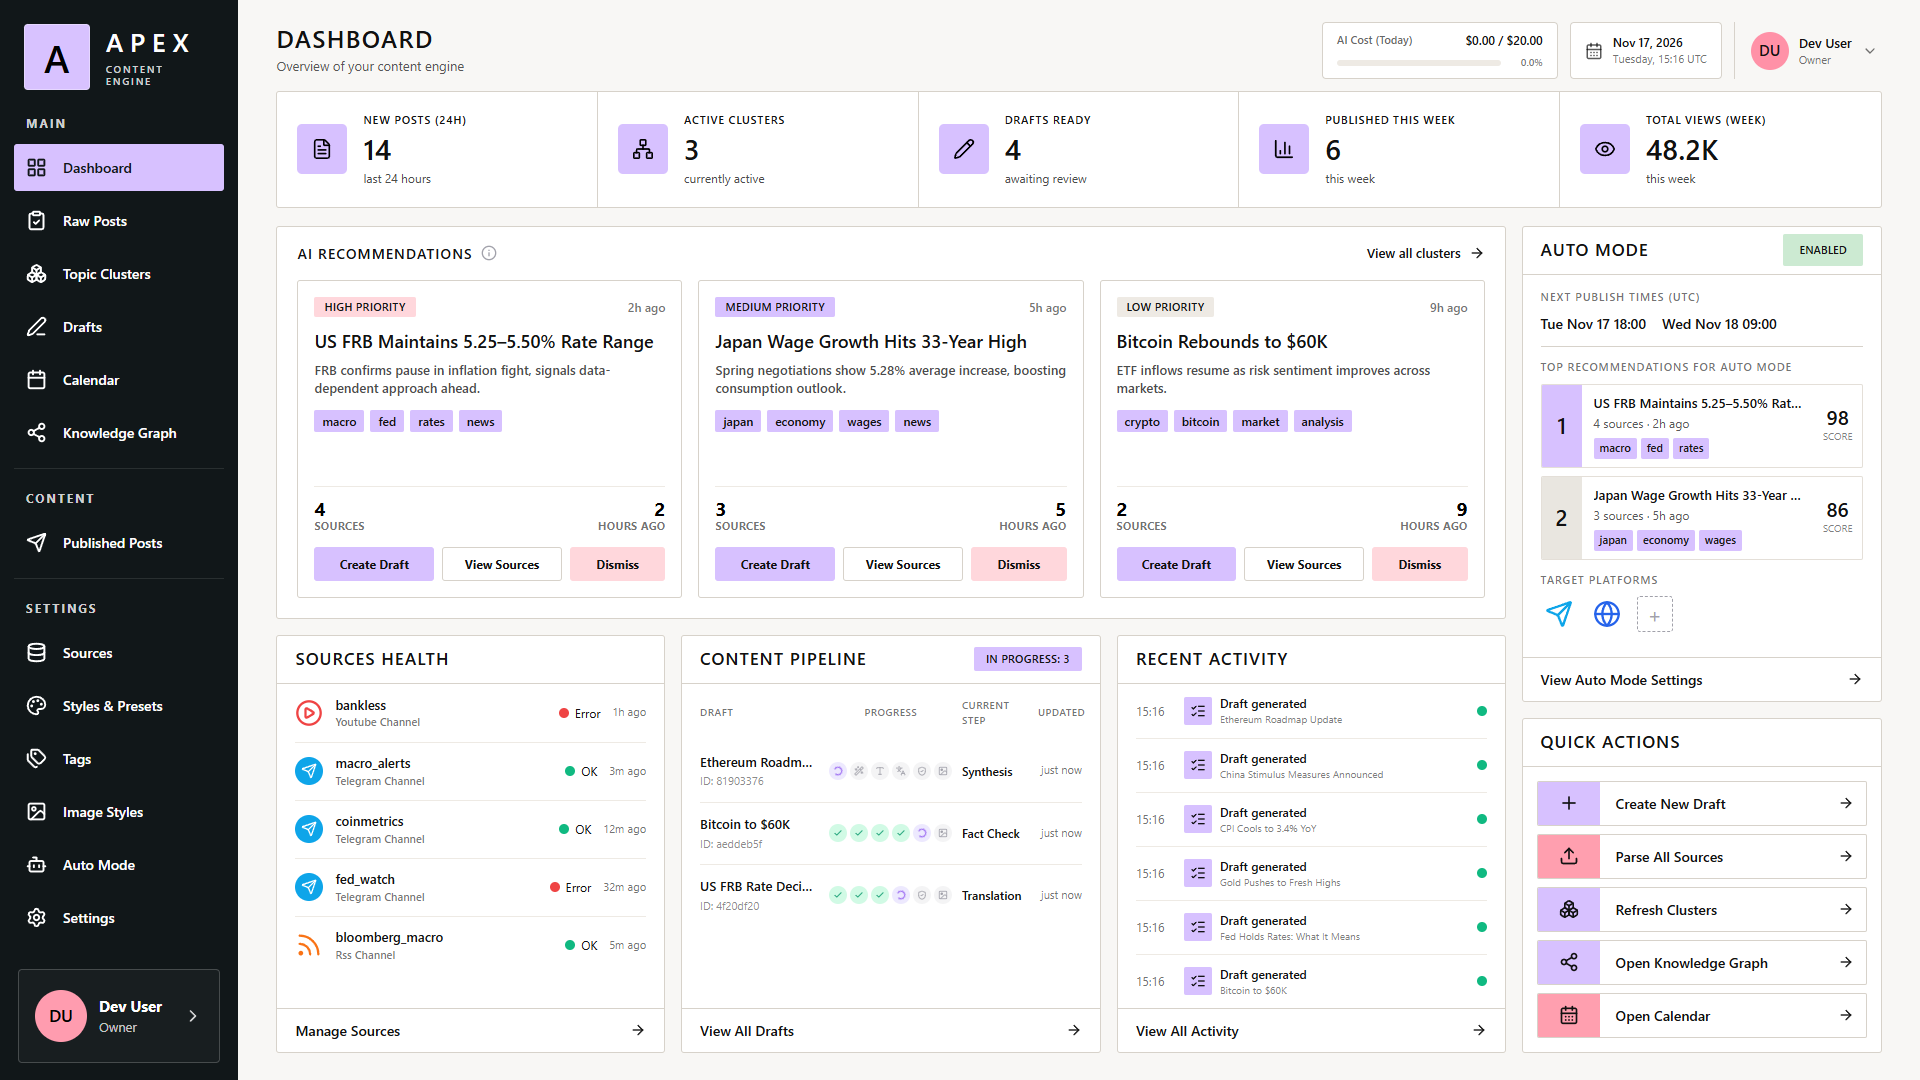 A
APEX
CONTENT
ENGINE
MAIN
Dashboard
Raw Posts
Topic Clusters
Drafts
Calendar
Knowledge Graph
CONTENT
Published Posts
SETTINGS
Sources
Styles & Presets
Tags
Image Styles
Auto Mode
Settings
DU
Dev User
Owner
DASHBOARD
Overview of your content engine
AI Cost (Today)
$0.00 / $20.00
0.0%
Nov 17, 2026
Tuesday, 15:16 UTC
DU
Dev User
Owner
NEW POSTS (24H)
14
last 24 hours
ACTIVE CLUSTERS
3
currently active
DRAFTS READY
4
awaiting review
PUBLISHED THIS WEEK
6
this week
TOTAL VIEWS (WEEK)
48.2K
this week
AI RECOMMENDATIONS
View all clusters
HIGH PRIORITY
2h ago
US FRB Maintains 5.25–5.50% Rate Range
FRB confirms pause in inflation fight, signals data-
dependent approach ahead.
macro fed rates news
4
SOURCES
2
HOURS AGO
Create Draft
View Sources
Dismiss
MEDIUM PRIORITY
5h ago
Japan Wage Growth Hits 33-Year High
Spring negotiations show 5.28% average increase, boosting
consumption outlook.
japan economy wages news
3
SOURCES
5
HOURS AGO
Create Draft
View Sources
Dismiss
LOW PRIORITY
9h ago
Bitcoin Rebounds to $60K
ETF inflows resume as risk sentiment improves across
markets.
crypto bitcoin market analysis
2
SOURCES
9
HOURS AGO
Create Draft
View Sources
Dismiss
AUTO MODE
ENABLED
NEXT PUBLISH TIMES (UTC)
Tue Nov 17 18:00 Wed Nov 18 09:00
TOP RECOMMENDATIONS FOR AUTO MODE
1
US FRB Maintains 5.25–5.50% Rat...
4 sources · 2h ago
macro fed rates
98
SCORE
2
Japan Wage Growth Hits 33-Year ...
3 sources · 5h ago
japan economy wages
86
SCORE
TARGET PLATFORMS
+
View Auto Mode Settings
SOURCES HEALTH
bankless
Youtube Channel
Error 1h ago
macro_alerts
Telegram Channel
OK 3m ago
coinmetrics
Telegram Channel
OK 12m ago
fed_watch
Telegram Channel
Error 32m ago
bloomberg_macro
Rss Channel
OK 5m ago
Manage Sources
CONTENT PIPELINE
IN PROGRESS: 3
DRAFT
PROGRESS
CURRENT
STEP
UPDATED
Ethereum Roadm...
ID: 81903376
Synthesis
just now
Bitcoin to $60K
ID: aeddeb5f
Fact Check
just now
US FRB Rate Deci...
ID: 4f20df20
Translation
just now
View All Drafts
RECENT ACTIVITY
15:16
Draft generated
Ethereum Roadmap Update
15:16
Draft generated
China Stimulus Measures Announced
15:16
Draft generated
CPI Cools to 3.4% YoY
15:16
Draft generated
Gold Pushes to Fresh Highs
15:16
Draft generated
Fed Holds Rates: What It Means
15:16
Draft generated
Bitcoin to $60K
View All Activity
QUICK ACTIONS
Create New Draft
Parse All Sources
Refresh Clusters
Open Knowledge Graph
Open Calendar